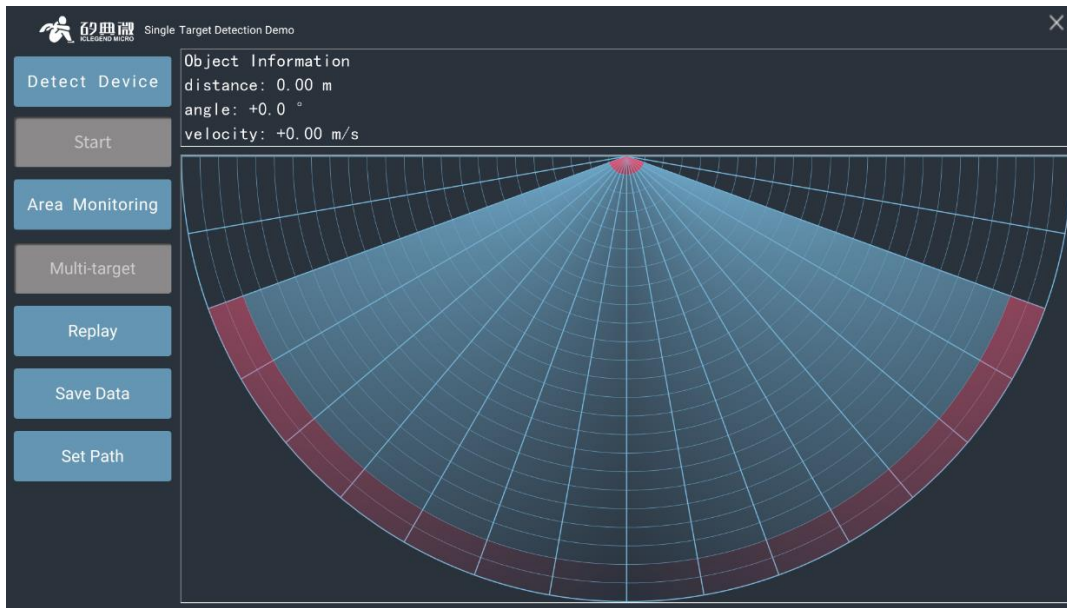 矽典微
ICLEGEND MICRO
Single Target Detection Demo
Object Information
distance: 0.00 m
angle: +0.0 °
velocity: +0.00 m/s
Detect Device
Start
Area Monitoring
Multi-target
Replay
Save Data
Set Path